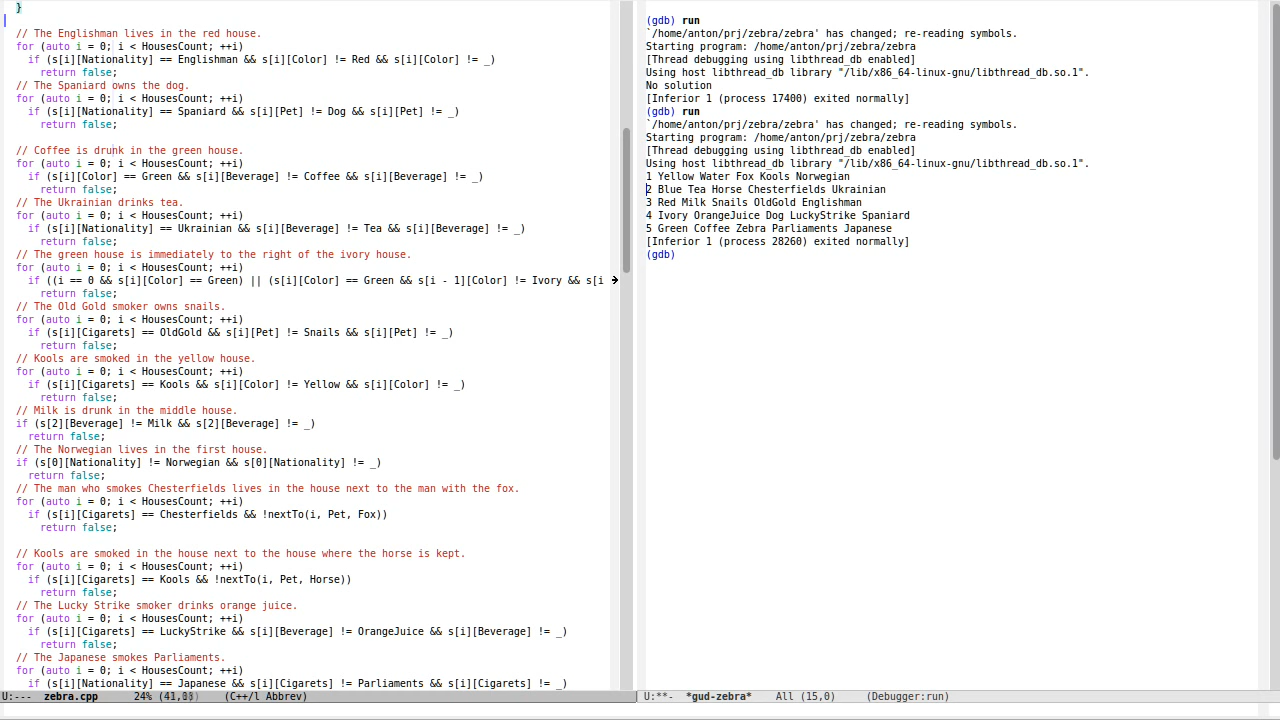 }
// The Englishman lives in the red house.
for (auto i = 0; i < HousesCount; ++i)
if (s[i][Nationality] == Englishman && s[i][Color] != Red && s[i][Color] != _)
return false;
// The Spaniard owns the dog.
for (auto i = 0; i < HousesCount; ++i)
if (s[i][Nationality] == Spaniard && s[i][Pet] != Dog && s[i][Pet] != _)
return false;
// Coffee is drunk in the green house.
for (auto i = 0; i < HousesCount; ++i)
if (s[i][Color] == Green && s[i][Beverage] != Coffee && s[i][Beverage] != _)
return false;
// The Ukrainian drinks tea.
for (auto i = 0; i < HousesCount; ++i)
if (s[i][Nationality] == Ukrainian && s[i][Beverage] != Tea && s[i][Beverage] != _)
return false;
// The green house is immediately to the right of the ivory house.
for (auto i = 0; i < HousesCount; ++i)
if ((i == 0 && s[i][Color] == Green) || (s[i][Color] == Green && s[i - 1][Color] != Ivory && s[i
return false;
// The Old Gold smoker owns snails.
for (auto i = 0; i < HousesCount; ++i)
if (s[i][Cigarets] == OldGold && s[i][Pet] != Snails && s[i][Pet] != _)
return false;
// Kools are smoked in the yellow house.
for (auto i = 0; i < HousesCount; ++i)
if (s[i][Cigarets] == Kools && s[i][Color] != Yellow && s[i][Color] != _)
return false;
// Milk is drunk in the middle house.
if (s[2][Beverage] != Milk && s[2][Beverage] != _)
return false;
// The Norwegian lives in the first house.
if (s[0][Nationality] != Norwegian && s[0][Nationality] != _)
return false;
// The man who smokes Chesterfields lives in the house next to the man with the fox.
for (auto i = 0; i < HousesCount; ++i)
if (s[i][Cigarets] == Chesterfields && !nextTo(i, Pet, Fox))
return false;
// Kools are smoked in the house next to the house where the horse is kept.
for (auto i = 0; i < HousesCount; ++i)
if (s[i][Cigarets] == Kools && !nextTo(i, Pet, Horse))
return false;
// The Lucky Strike smoker drinks orange juice.
for (auto i = 0; i < HousesCount; ++i)
if (s[i][Cigarets] == LuckyStrike && s[i][Beverage] != OrangeJuice && s[i][Beverage] != _)
return false;
// The Japanese smokes Parliaments.
for (auto i = 0; i < HousesCount; ++i)
if (s[i][Nationality] == Japanese && s[i][Cigarets] != Parliaments && s[i][Cigarets] != _)
U:--- zebra.cpp 24% (C++/l Abbrev)
(gdb) run
`/home/anton/prj/zebra/zebra' has changed; re-reading symbols.
Starting program: /home/anton/prj/zebra/zebra
[Thread debugging using libthread_db enabled]
Using host libthread_db library "/lib/x86_64-linux-gnu/libthread_db.so.1".
No solution
[Inferior 1 (process 17400) exited normally]
(gdb) run
`/home/anton/prj/zebra/zebra' has changed; re-reading symbols.
Starting program: /home/anton/prj/zebra/zebra
[Thread debugging using libthread_db enabled]
Using host libthread_db library "/lib/x86_64-linux-gnu/libthread_db.so.1".
1 Yellow Water Fox Kools Norwegian
2 Blue Tea Horse Chesterfields Ukrainian
3 Red Milk Snails OldGold Englishman
4 Ivory OrangeJuice Dog LuckyStrike Spaniard
5 Green Coffee Zebra Parliaments Japanese
[Inferior 1 (process 28260) exited normally]
(gdb)
U:**- *gud-zebra* All (15,0) (Debugger:run)